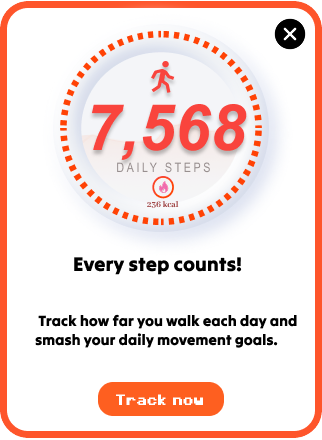 7,568
DAILY STEPS
236 kcal
Every step counts!
Track how far you walk each day and
smash your daily movement goals.
Track now